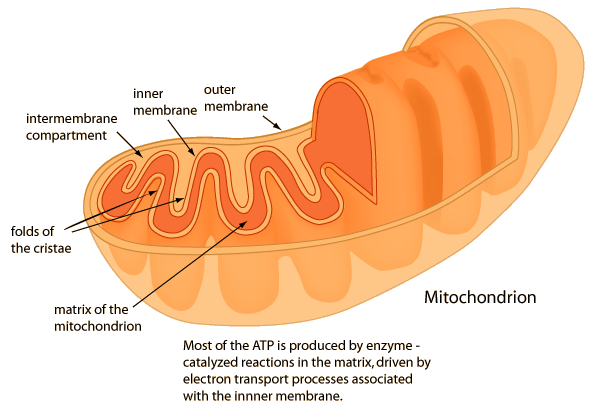 inner
membrane
outer
membrane
intermembrane
compartment
folds of
the cristae
matrix of the
mitochondrion
Mitochondrion
Most of the ATP is produced by enzyme -
catalyzed reactions in the matrix, driven by
electron transport processes associated
with the innner membrane.